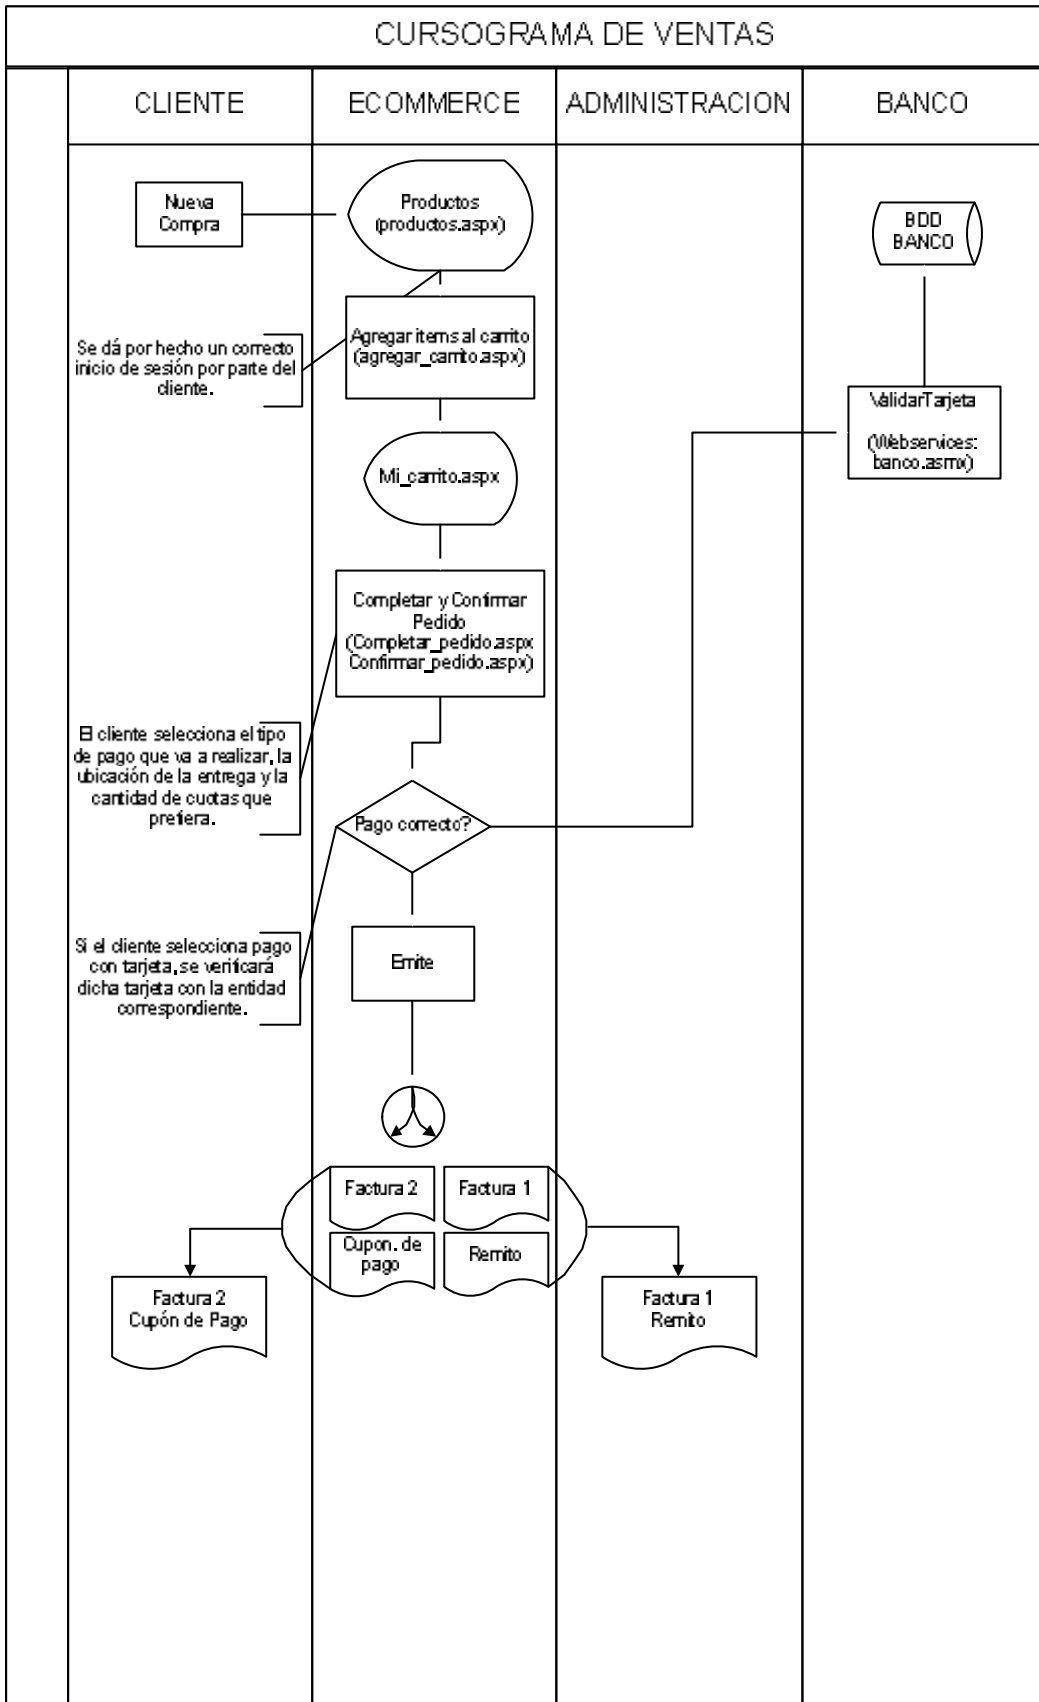 CURSOGRAMA DE VENTAS
CLIENTE
ECOMMERCE
ADMINISTRACION
BANCO
Nueva
Compra
Productos
(productos.aspx)
BDD
BANCO
Se dá por hecho un correcto
inicio de sesión por parte del
cliente.
Agregar items al carrito
(agregar_carrito.aspx)
ValidarTarjeta
(Webservices:
banco.asmx)
Mi_carrito.aspx
Completar y Confirmar
Pedido
(Completar_pedido.aspx
Confirmar_pedido.aspx)
El cliente selecciona el tipo
de pago que va a realizar, la
ubicación de la entrega y la
cantidad de cuotas que
prefiera.
Pago correcto?
Si el cliente selecciona pago
con tarjeta, se verificará
dicha tarjeta con la entidad
correspondiente.
Emite
Factura 2
Factura 1
Cupon. de
pago
Remito
Factura 2
Cupón de Pago
Factura 1
Remito